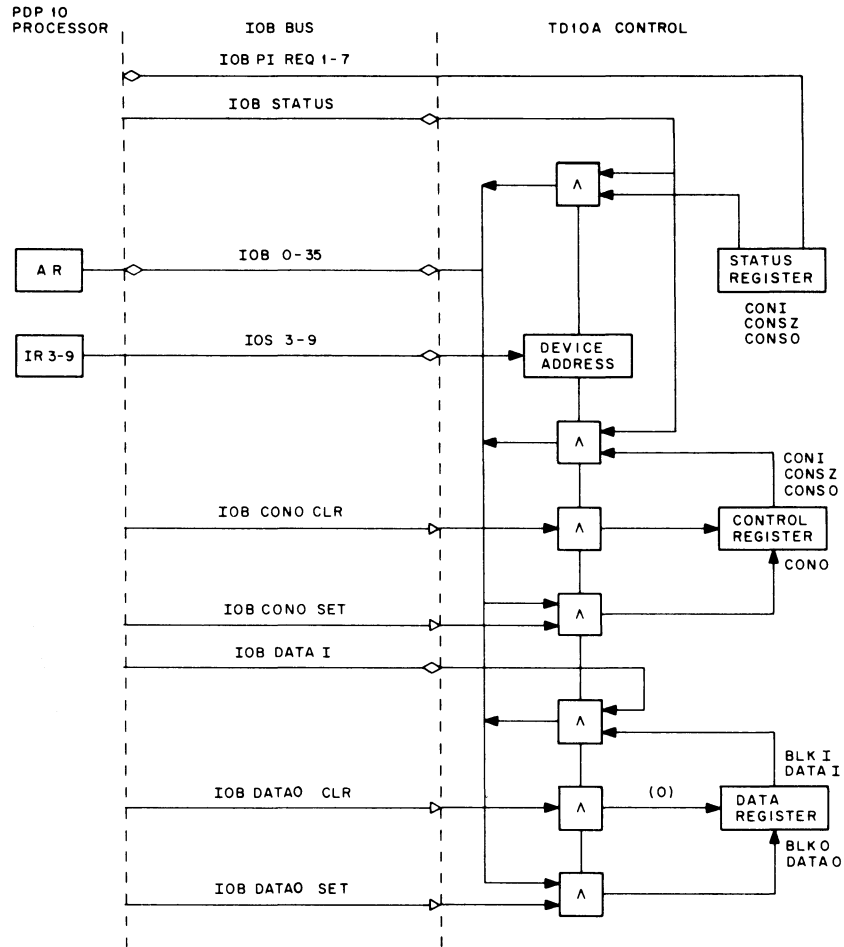 PDP 10
PROCESSOR
IOB BUS
TD10A CONTROL
IOB PI REQ 1-7
IOB STATUS
Λ
AR
IOB 0-35
STATUS
REGISTER
CONI
CONSZ
CONSO
IR 3-9
IOS 3-9
DEVICE
ADDRESS
Λ
CONI
CONSZ
CONSO
IOB CONO CLR
Λ
CONTROL
REGISTER
CONO
IOB CONO SET
Λ
IOB DATA I
Λ
BLK I
DATA I
IOB DATAO CLR
Λ
(0)
DATA
REGISTER
BLKO
DATAO
IOB DATAO SET
Λ